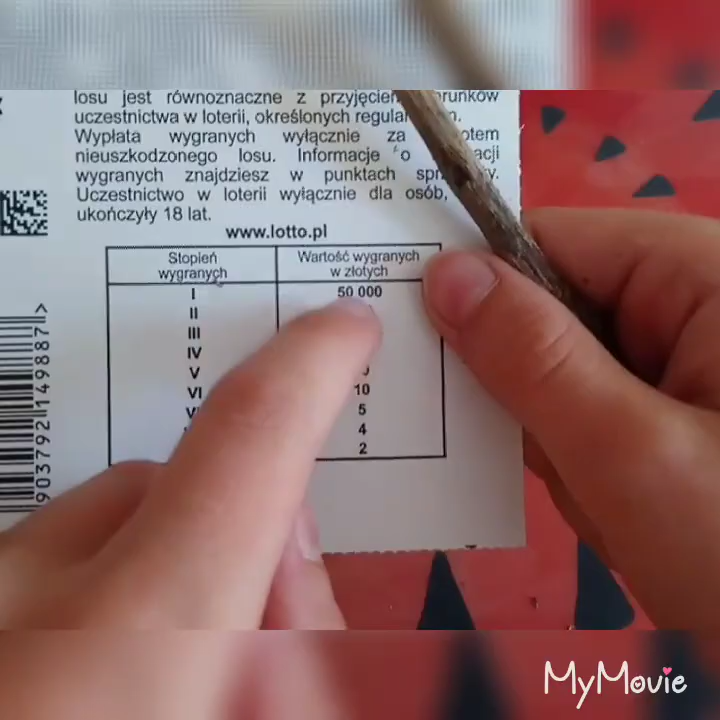 losu jest równoznaczne z przyjęciem
uczestnictwa w loterii, określonych
Wypłata wygranych wyłącznie za
nieuszkodzonego losu. Informacje o
wygranych znajdziesz w punktach
Uczestnictwo w loterii wyłącznie dla osób,
ukończyły 18 lat.
www.lotto.pl
Stopień wygranych
Wartość wygranych w złotych
I 50 000
II
III
IV
V
VI 10
5
4
2
903792 149887 >
MyMovie